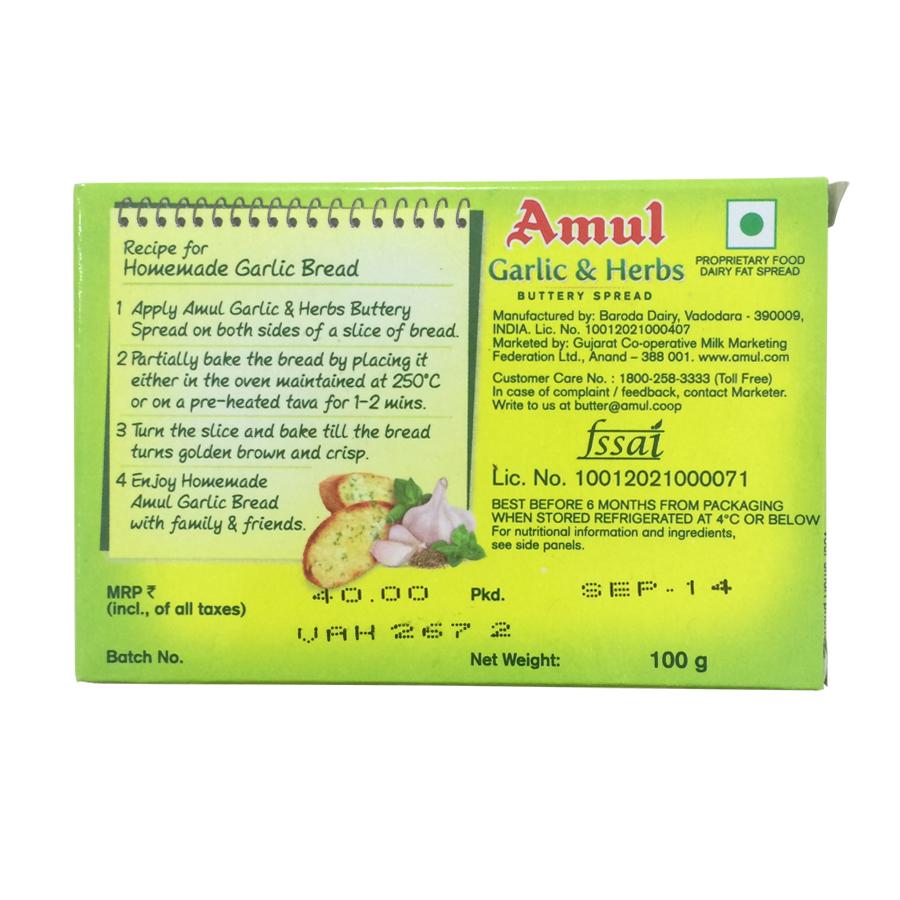 Recipe for
Homemade Garlic Bread
1 Apply Amul Garlic & Herbs Buttery
Spread on both sides of a slice of bread.
2 Partially bake the bread by placing it
either in the oven maintained at 250°C
or on a pre-heated tava for 1-2 mins.
3 Turn the slice and bake till the bread
turns golden brown and crisp.
4 Enjoy Homemade
Amul Garlic Bread
with family & friends.
Amul
Garlic & Herbs
BUTTERY SPREAD
PROPRIETARY FOOD
DAIRY FAT SPREAD
Manufactured by: Baroda Dairy, Vadodara - 390009,
INDIA. Lic. No. 10012021000407
Marketed by: Gujarat Co-operative Milk Marketing
Federation Ltd., Anand – 388 001. www.amul.com
Customer Care No. : 1800-258-3333 (Toll Free)
In case of complaint / feedback, contact Marketer.
Write to us at butter@amul.coop
fssai
Lic. No. 10012021000071
BEST BEFORE 6 MONTHS FROM PACKAGING
WHEN STORED REFRIGERATED AT 4°C OR BELOW
For nutritional information and ingredients,
see side panels.
MRP ₹ 40.00 Pkd. SEP-14
(incl., of all taxes)
VAH 267 2
Batch No. Net Weight: 100 g